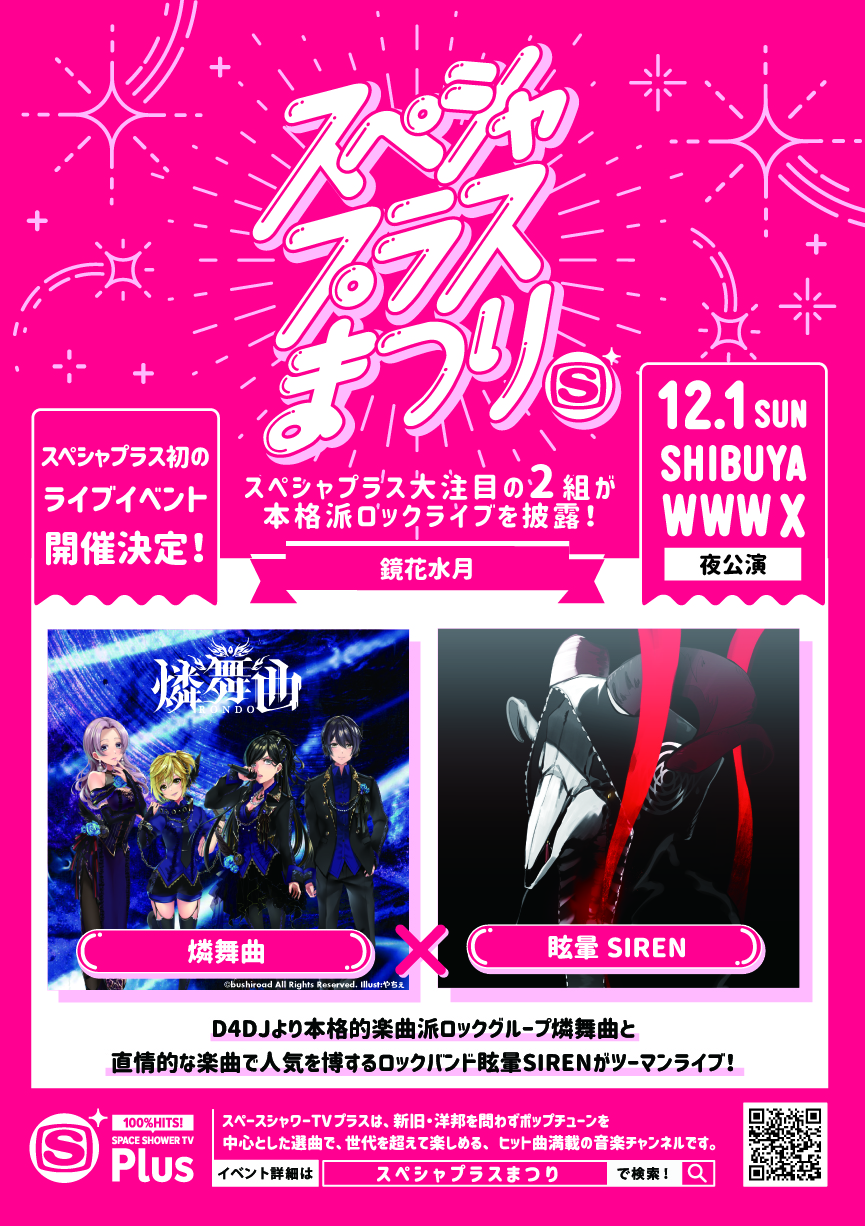 スペシャ
プラス
まつり
S
スペシャプラス初の
ライブイベント
開催決定!
スペシャプラス大注目の2組が
本格派ロックライブを披露!
鏡花水月
12.1 SUN
SHIBUYA
WWW X
夜公演
燐舞曲
RONDO
燐舞曲
×
眩暈SIREN
©bushiroad All Rights Reserved. Illust:やちぇ
D4DJより本格的楽曲派ロックグループ燐舞曲と
直情的な楽曲で人気を博するロックバンド眩暈SIRENがツーマンライブ!
S
100%HITS!
SPACE SHOWER TV
Plus
スペースシャワーTVプラスは、新旧・洋邦を問わずポップチューンを
中心とした選曲で、世代を超えて楽しめる、ヒット曲満載の音楽チャンネルです。
イベント詳細は スペシャプラスまつり で検索!